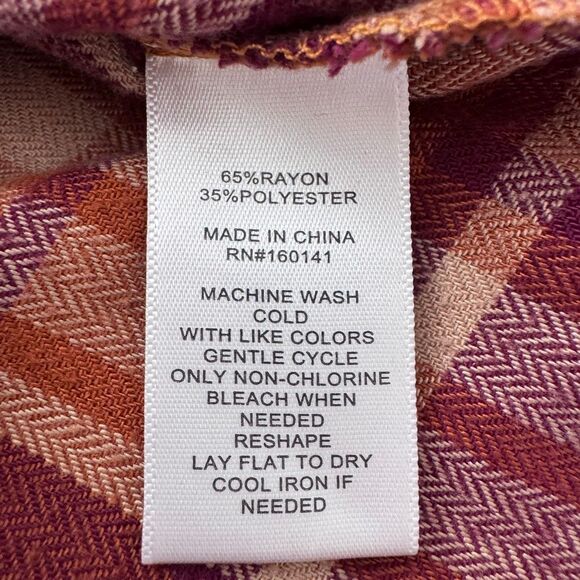 65%RAYON
35%POLYESTER
MADE IN CHINA
RN#160141
MACHINE WASH
COLD
WITH LIKE COLORS
GENTLE CYCLE
ONLY NON-CHLORINE
BLEACH WHEN
NEEDED
RESHAPE
LAY FLAT TO DRY
COOL IRON IF
NEEDED